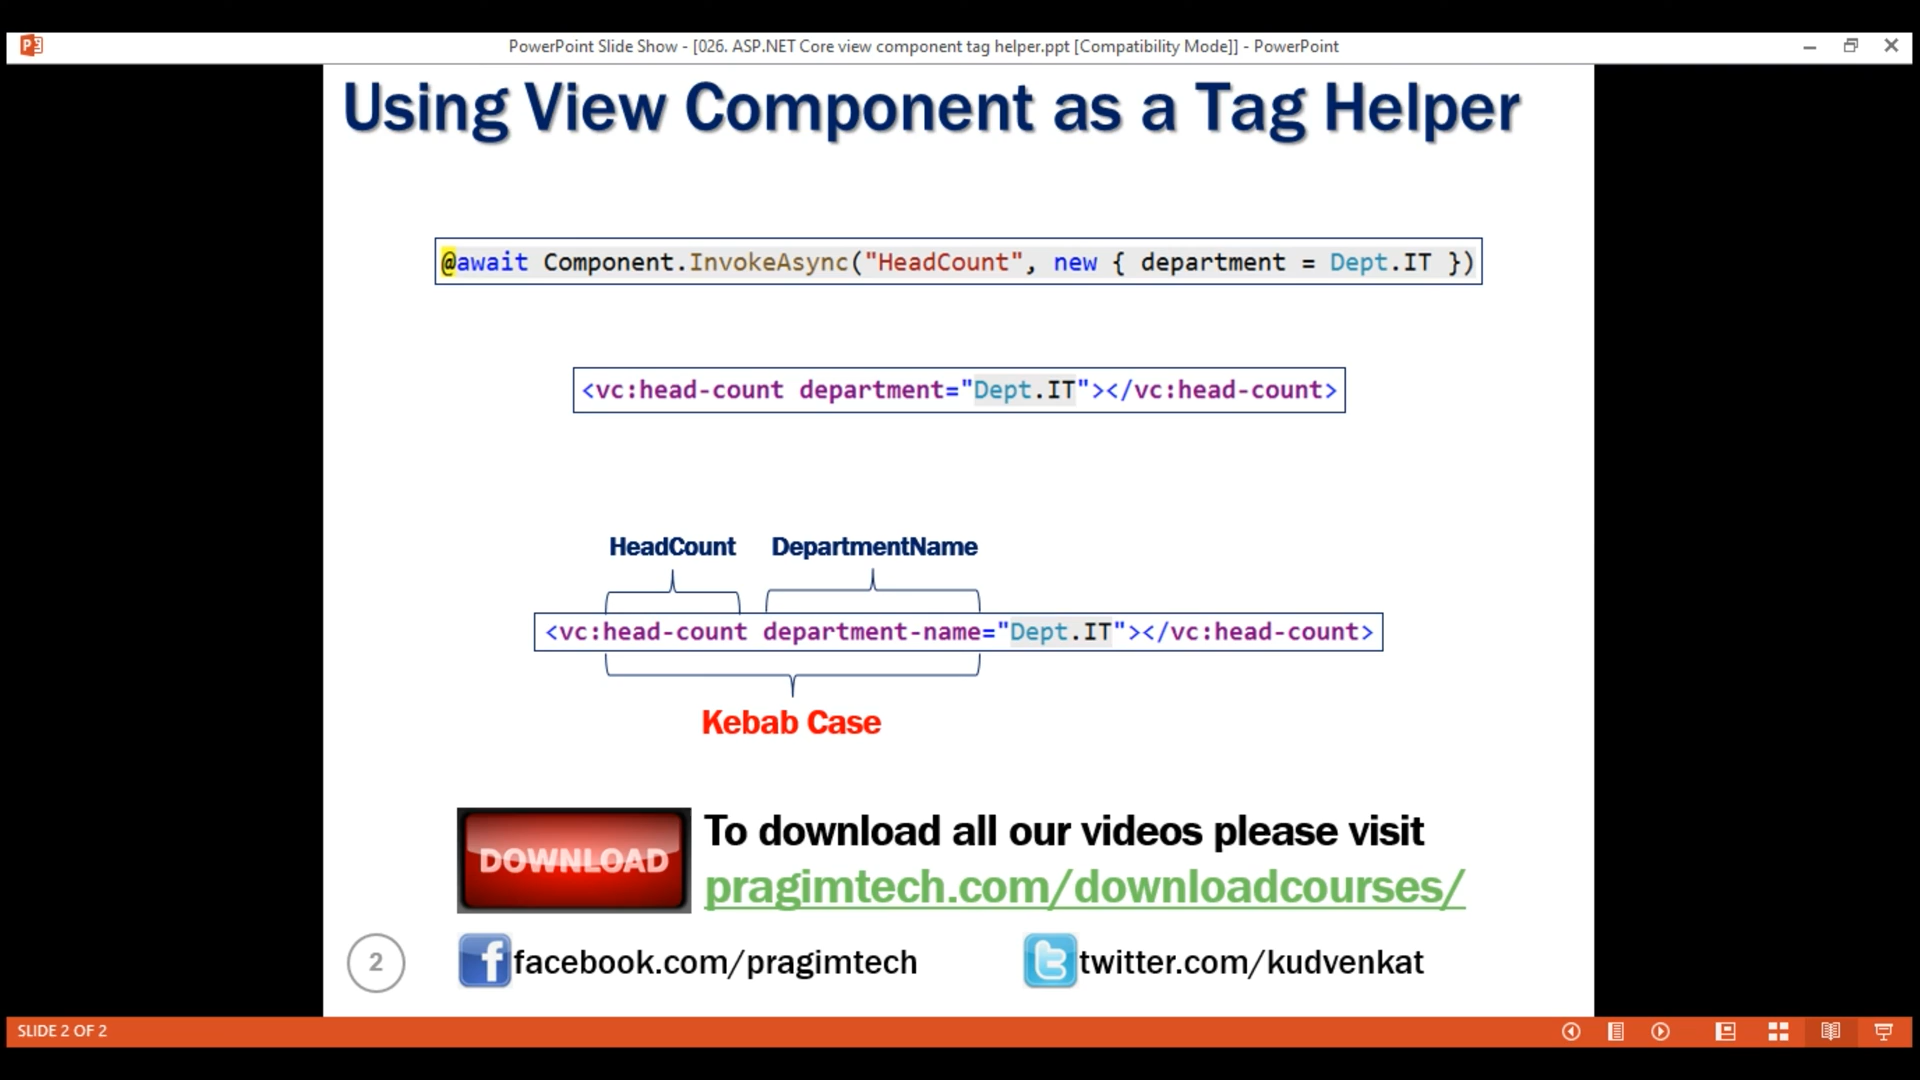 PowerPoint Slide Show - [026. ASP.NET Core view component tag helper.ppt [Compatibility Mode]] - PowerPoint
Using View Component as a Tag Helper
@await Component.InvokeAsync("HeadCount", new { department = Dept.IT })
<vc:head-count department="Dept.IT"></vc:head-count>
HeadCount DepartmentName
<vc:head-count department-name="Dept.IT"></vc:head-count>
Kebab Case
DOWNLOAD
To download all our videos please visit
pragimtech.com/downloadcourses/
2
facebook.com/pragimtech
twitter.com/kudvenkat
SLIDE 2 OF 2